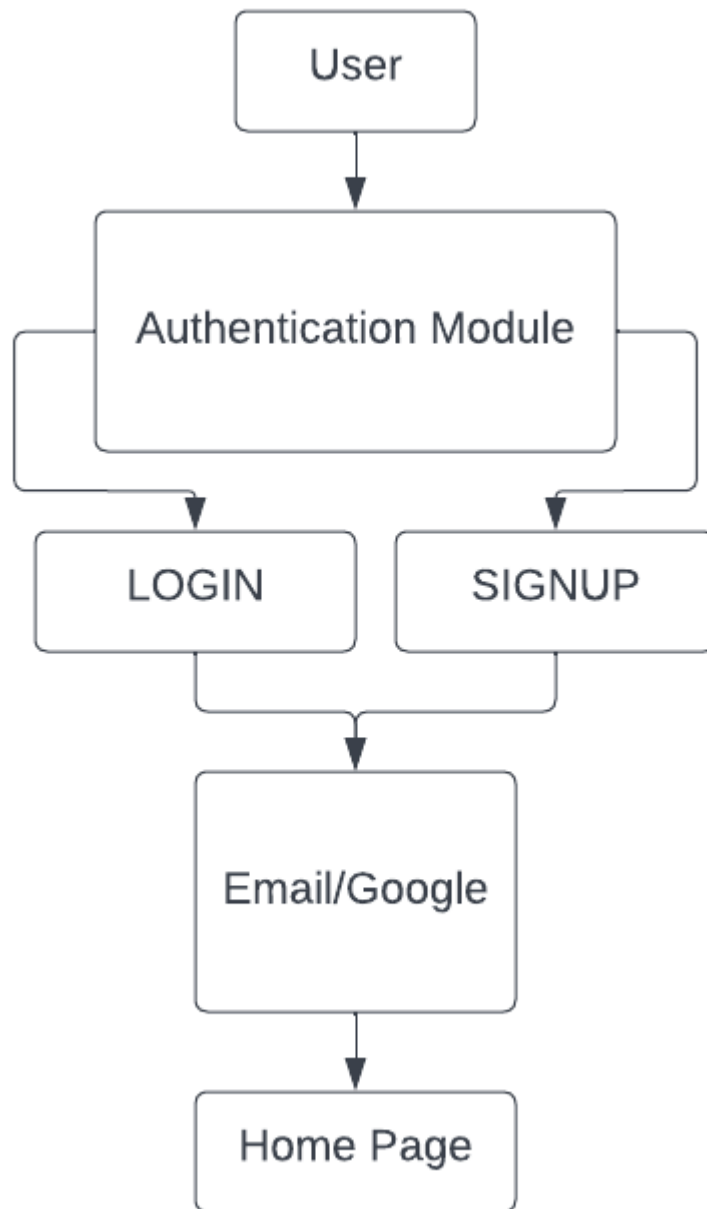 User
Authentication Module
LOGIN
SIGNUP
Email/Google
Home Page